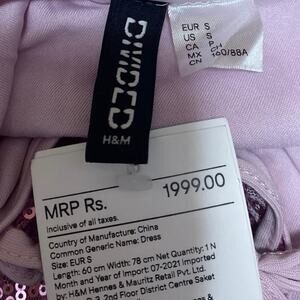 DIVIDED
H&M
EUR S
US S
CA P
MX CH
CN 160/88A
MRP Rs. 1999.00
Inclusive of all taxes.
Country of Manufacture: China
Common Generic Name: Dress
Size: EUR S
Length: 60 cm Width: 78 cm Net Quantity: 1 N
Month and Year of Import: 07-2021 Imported
by: H&M Hennes & Mauritz Retail Pvt. Ltd.
2nd Floor District Centre Saket